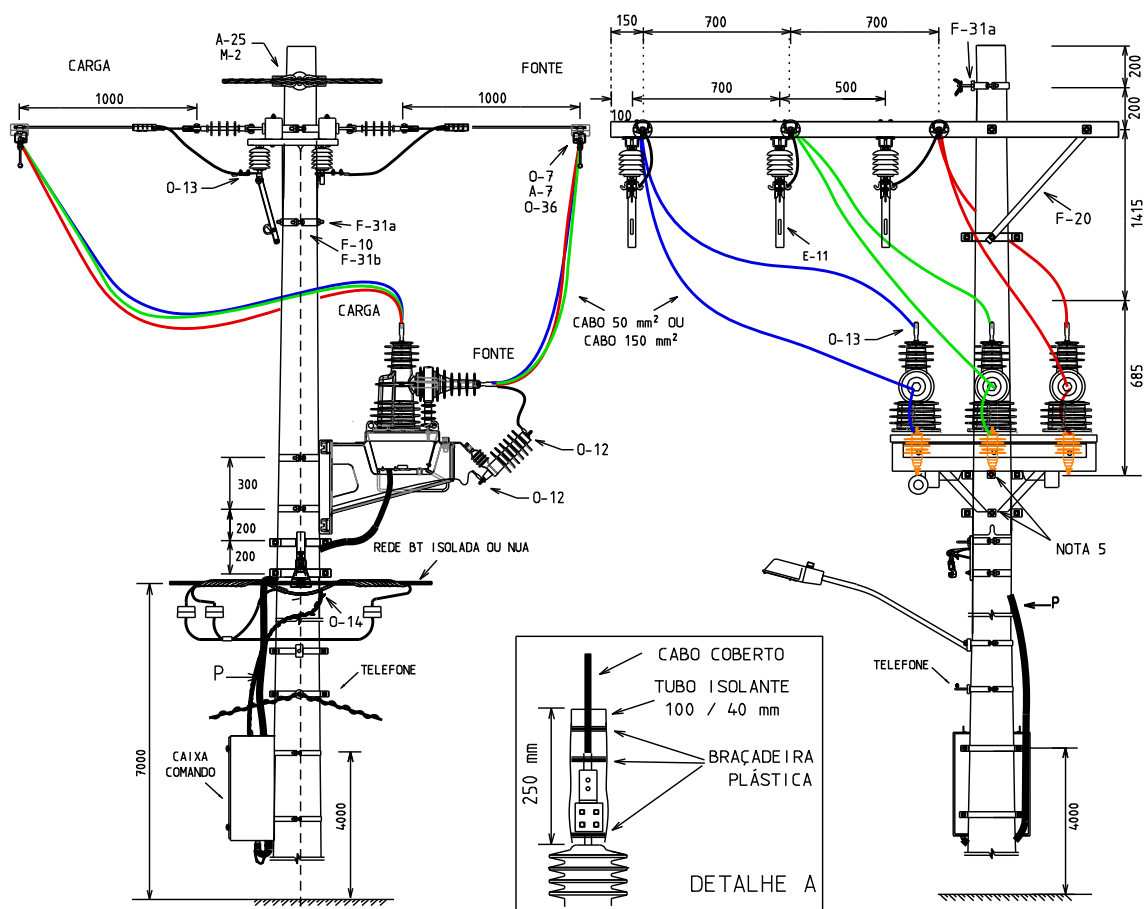 A-25
M-2
CARGA
FONTE
1000
1000
O-13
O-7
A-7
O-36
F-31a
F-10
F-31b
CARGA
CABO 50 mm² OU
CABO 150 mm²
FONTE
O-12
O-12
300
200
200
REDE BT ISOLADA OU NUA
O-14
P
TELEFONE
CAIXA
COMANDO
7000
4000
150
700
700
F-31a
200
200
100
700
500
F-20
1415
E-11
O-13
685
NOTA 5
P
TELEFONE
4000
CABO COBERTO
TUBO ISOLANTE
100 / 40 mm
250 mm
BRAÇADEIRA
PLÁSTICA
DETALHE A